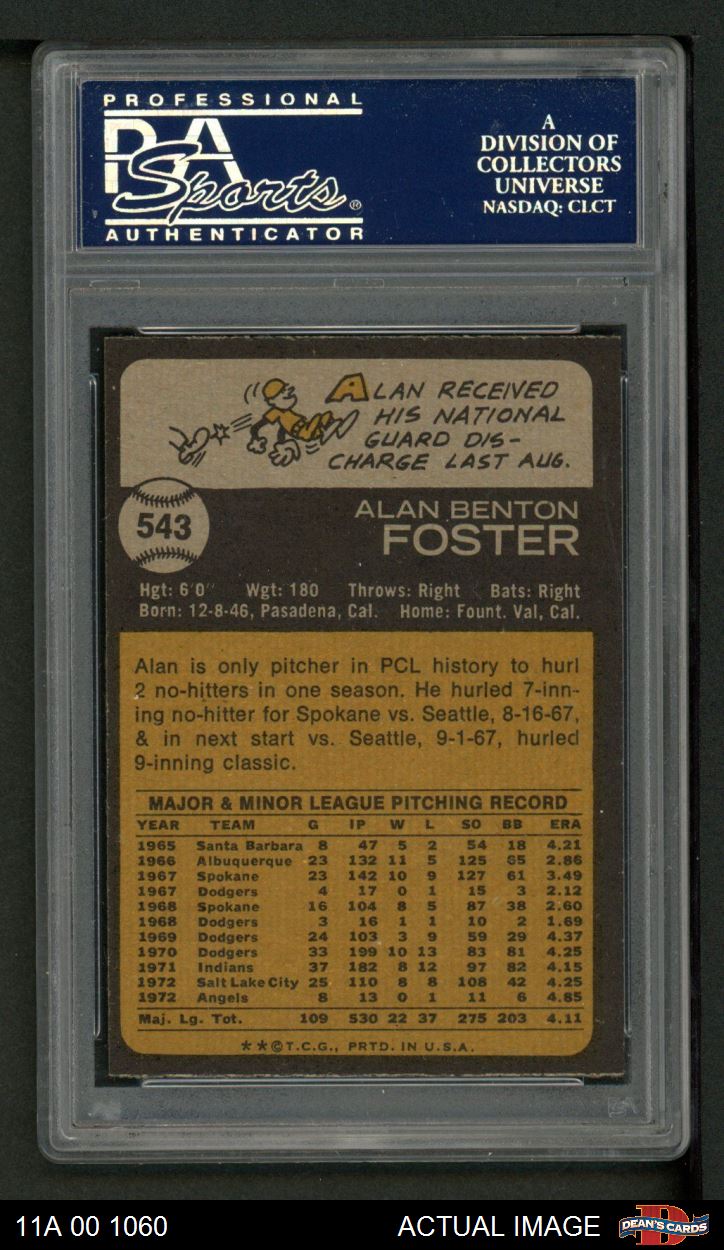 PROFESSIONAL
PSA
Sports®
AUTHENTICATOR
A
DIVISION OF
COLLECTORS
UNIVERSE
NASDAQ: CLCT
ALAN RECEIVED
HIS NATIONAL
GUARD DIS-
CHARGE LAST AUG.
543
ALAN BENTON
FOSTER
Hgt: 6'0" Wgt: 180 Throws: Right Bats: Right
Born: 12-8-46, Pasadena, Cal. Home: Fount. Val, Cal.
Alan is only pitcher in PCL history to hurl
2 no-hitters in one season. He hurled 7-inn-
ing no-hitter for Spokane vs. Seattle, 8-16-67,
& in next start vs. Seattle, 9-1-67, hurled
9-inning classic.
MAJOR & MINOR LEAGUE PITCHING RECORD
YEAR TEAM G IP W L SO BB ERA
1965 Santa Barbara 8 47 5 2 54 18 4.21
1966 Albuquerque 23 132 11 5 125 65 2.86
1967 Spokane 23 142 10 9 127 61 3.49
1967 Dodgers 4 17 0 1 15 3 2.12
1968 Spokane 16 104 8 5 87 38 2.60
1968 Dodgers 3 16 1 1 10 2 1.69
1969 Dodgers 24 103 3 9 59 29 4.37
1970 Dodgers 33 199 10 13 83 81 4.25
1971 Indians 37 182 8 12 97 82 4.15
1972 Salt Lake City 25 110 8 8 108 42 4.25
1972 Angels 8 13 0 1 11 6 4.85
Maj. Lg. Tot. 109 530 22 37 275 203 4.11
**©T.C.G., PRTD. IN U.S.A.
11A 00 1060
ACTUAL IMAGE
DEAN'S CARDS